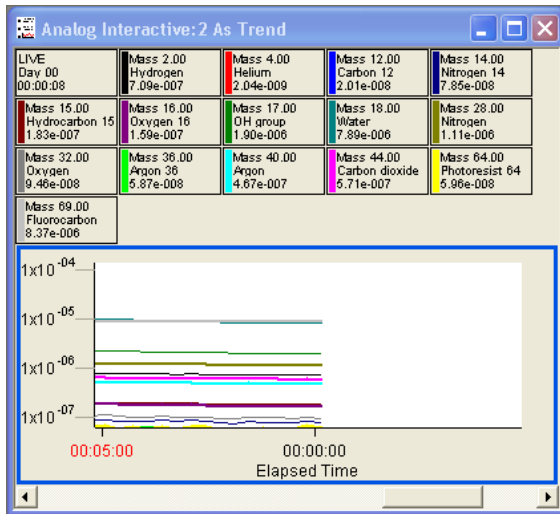 Analog Interactive:2 As Trend
LIVE
Day 00
00:00:08
Mass 2.00
Hydrogen
7.09e-007
Mass 4.00
Helium
2.04e-009
Mass 12.00
Carbon 12
2.01e-008
Mass 14.00
Nitrogen 14
7.85e-008
Mass 15.00
Hydrocarbon 15
1.83e-007
Mass 16.00
Oxygen 16
1.59e-007
Mass 17.00
OH group
1.90e-006
Mass 18.00
Water
7.89e-006
Mass 28.00
Nitrogen
1.11e-006
Mass 32.00
Oxygen
9.46e-008
Mass 36.00
Argon 36
5.87e-008
Mass 40.00
Argon
4.67e-007
Mass 44.00
Carbon dioxide
5.71e-007
Mass 64.00
Photoresist 64
5.96e-008
Mass 69.00
Fluorocarbon
8.37e-006
1x10 -04
1x10 -05
1x10 -06
1x10 -07
00:05:00 00:00:00
Elapsed Time